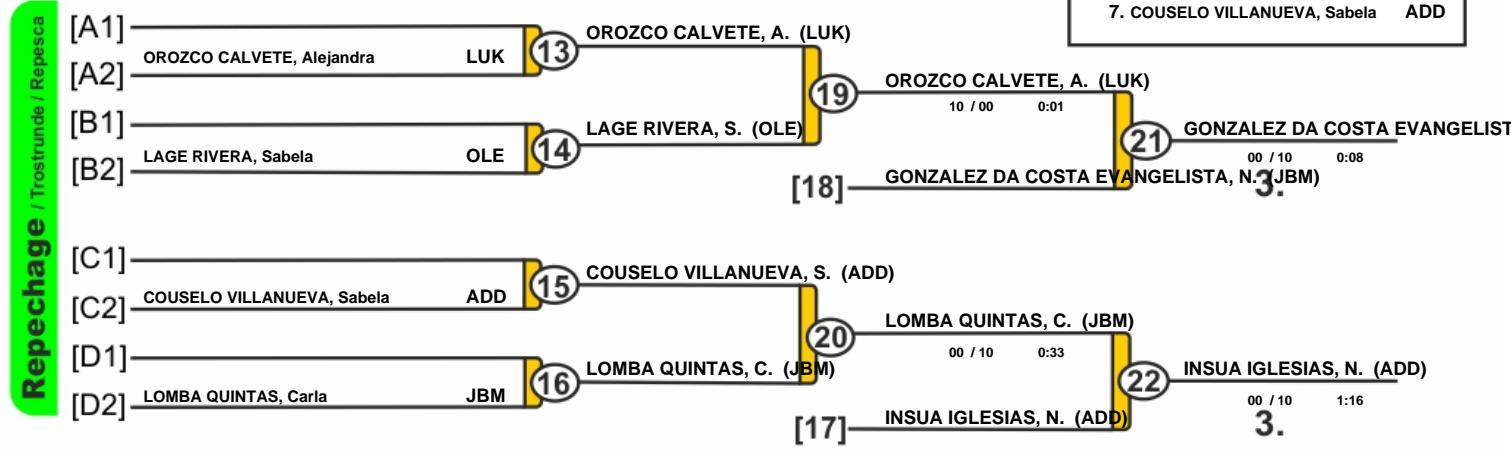 7. COUSELO VILLANUEVA, Sabela ADD
Repechage / Trostrunde / Repesca
[A1]
OROZCO CALVETE, Alejandra LUK
[A2]
13
OROZCO CALVETE, A. (LUK)
[B1]
LAGE RIVERA, Sabela OLE
[B2]
14
LAGE RIVERA, S. (OLE)
19
OROZCO CALVETE, A. (LUK)
10 / 00 0:01
[18]
GONZALEZ DA COSTA EVANGELISTA, N. (JBM)
21
GONZALEZ DA COSTA EVANGELIST
00 / 10 0:08
3.
[C1]
COUSELO VILLANUEVA, Sabela ADD
[C2]
15
COUSELO VILLANUEVA, S. (ADD)
[D1]
LOMBA QUINTAS, Carla JBM
[D2]
16
LOMBA QUINTAS, C. (JBM)
20
LOMBA QUINTAS, C. (JBM)
00 / 10 0:33
[17]
INSUA IGLESIAS, N. (ADD)
22
INSUA IGLESIAS, N. (ADD)
00 / 10 1:16
3.